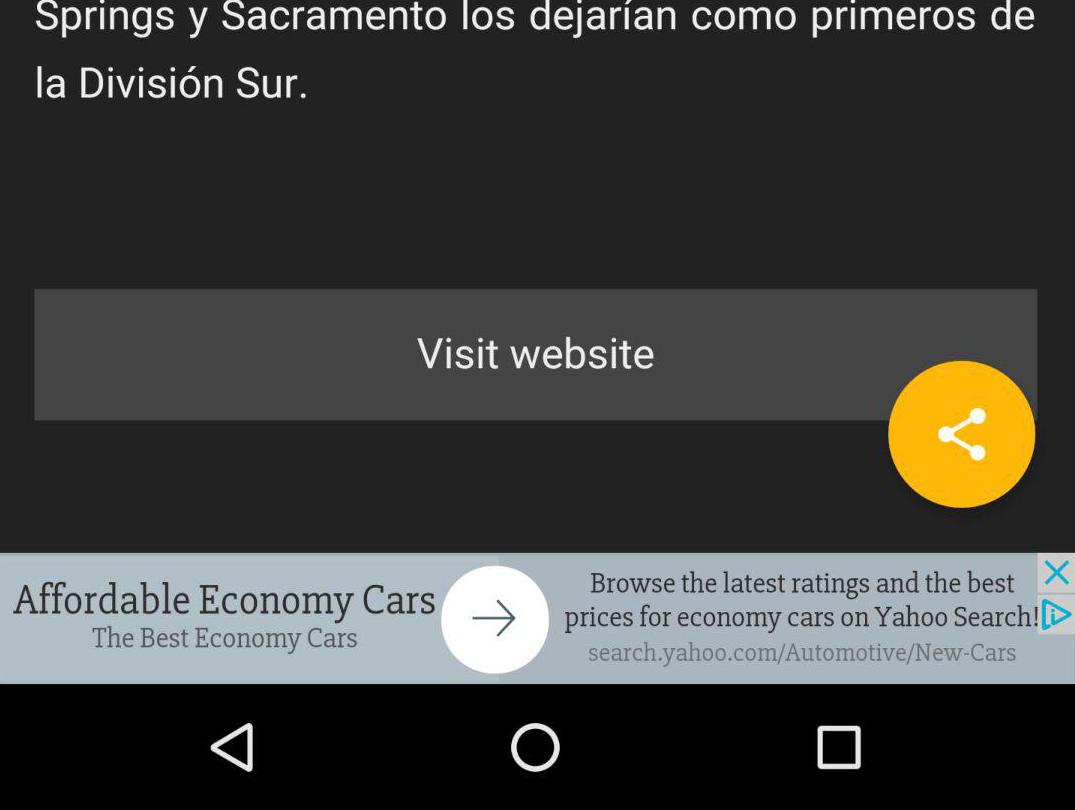 Springs y Sacramento los dejarían como primeros de
la División Sur.
Visit website
Affordable Economy Cars
The Best Economy Cars
Browse the latest ratings and the best
prices for economy cars on Yahoo Search!
search.yahoo.com/Automotive/New-Cars